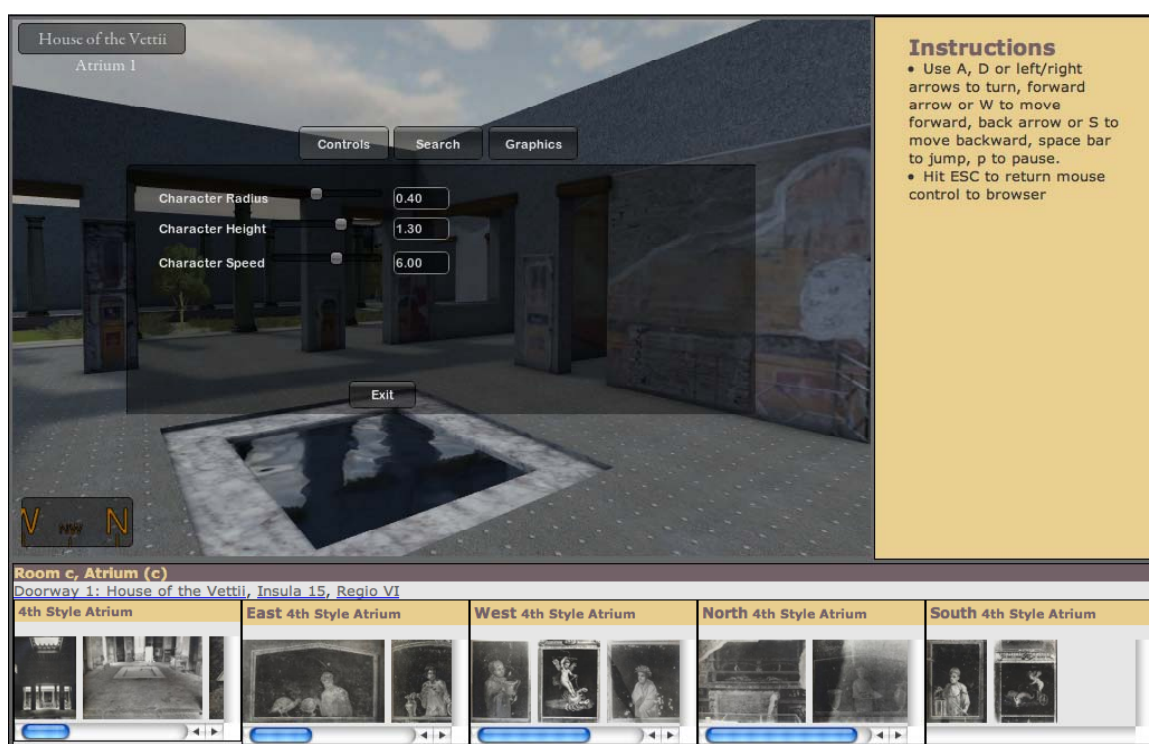 House of the Vettii
Atrium 1
Controls
Search
Graphics
Character Radius 0.40
Character Height 1.30
Character Speed 6.00
Exit
NW N
Instructions
• Use A, D or left/right
arrows to turn, forward
arrow or W to move
forward, back arrow or S to
move backward, space bar
to jump, p to pause.
• Hit ESC to return mouse
control to browser
Room c, Atrium (c)
Doorway 1: House of the Vettii, Insula 15, Regio VI
4th Style Atrium
East 4th Style Atrium
West 4th Style Atrium
North 4th Style Atrium
South 4th Style Atrium